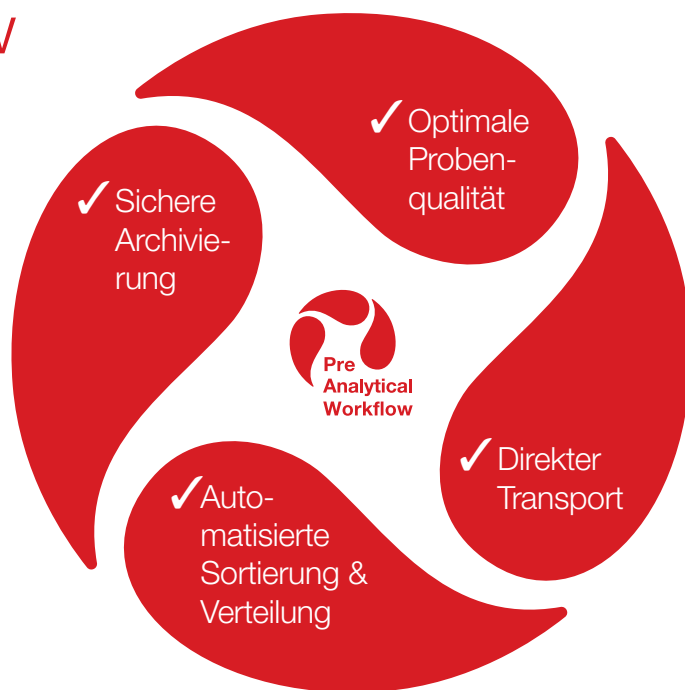 ✓ Optimale
Proben-
qualität
✓ Direkter
Transport
✓ Auto-
matisierte
Sortierung &
Verteilung
✓ Sichere
Archivie-
rung
Pre
Analytical
Workflow